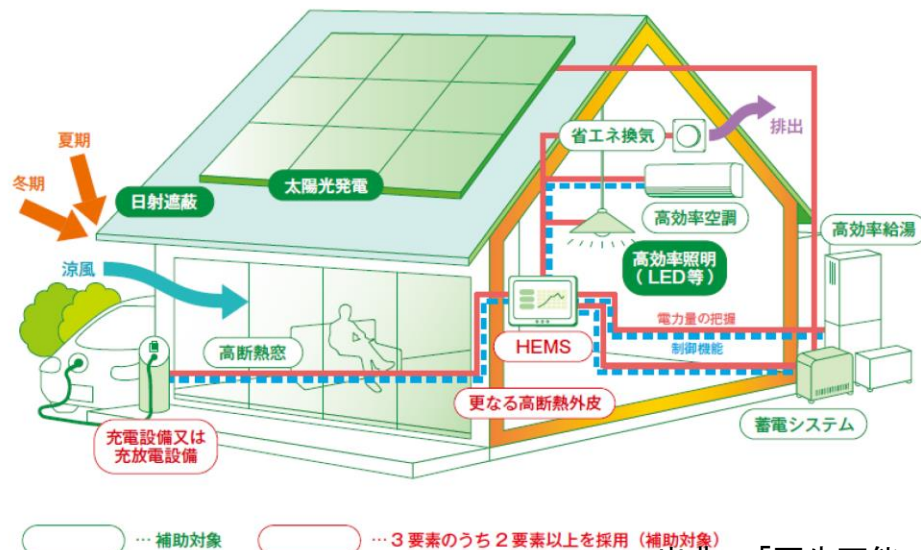 夏期
冬期
日射遮蔽
太陽光発電
省エネ換気
排出
高効率空調
高効率給湯
高効率照明
（LED等）
涼風
高断熱窓
HEMS
電力量の把握
制御機能
更なる高断熱外皮
蓄電システム
充電設備又は
充放電設備
…補助対象
…3要素のうち2要素以上を採用（補助対象）